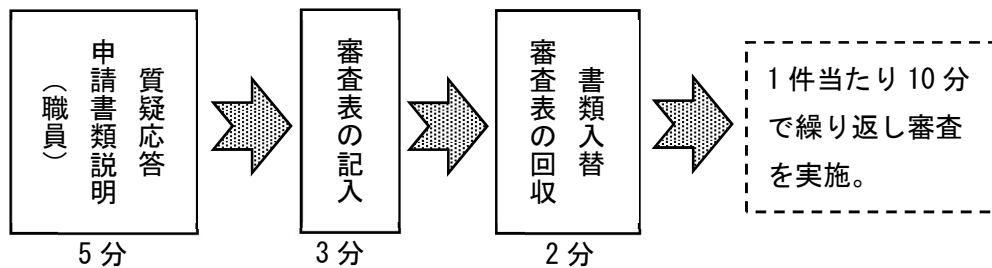 質疑応答
申請書類説明
（職員）
5分
審査表の記入
3分
書類入替
審査表の回収
2分
1件当たり10分
で繰り返し審査
を実施。